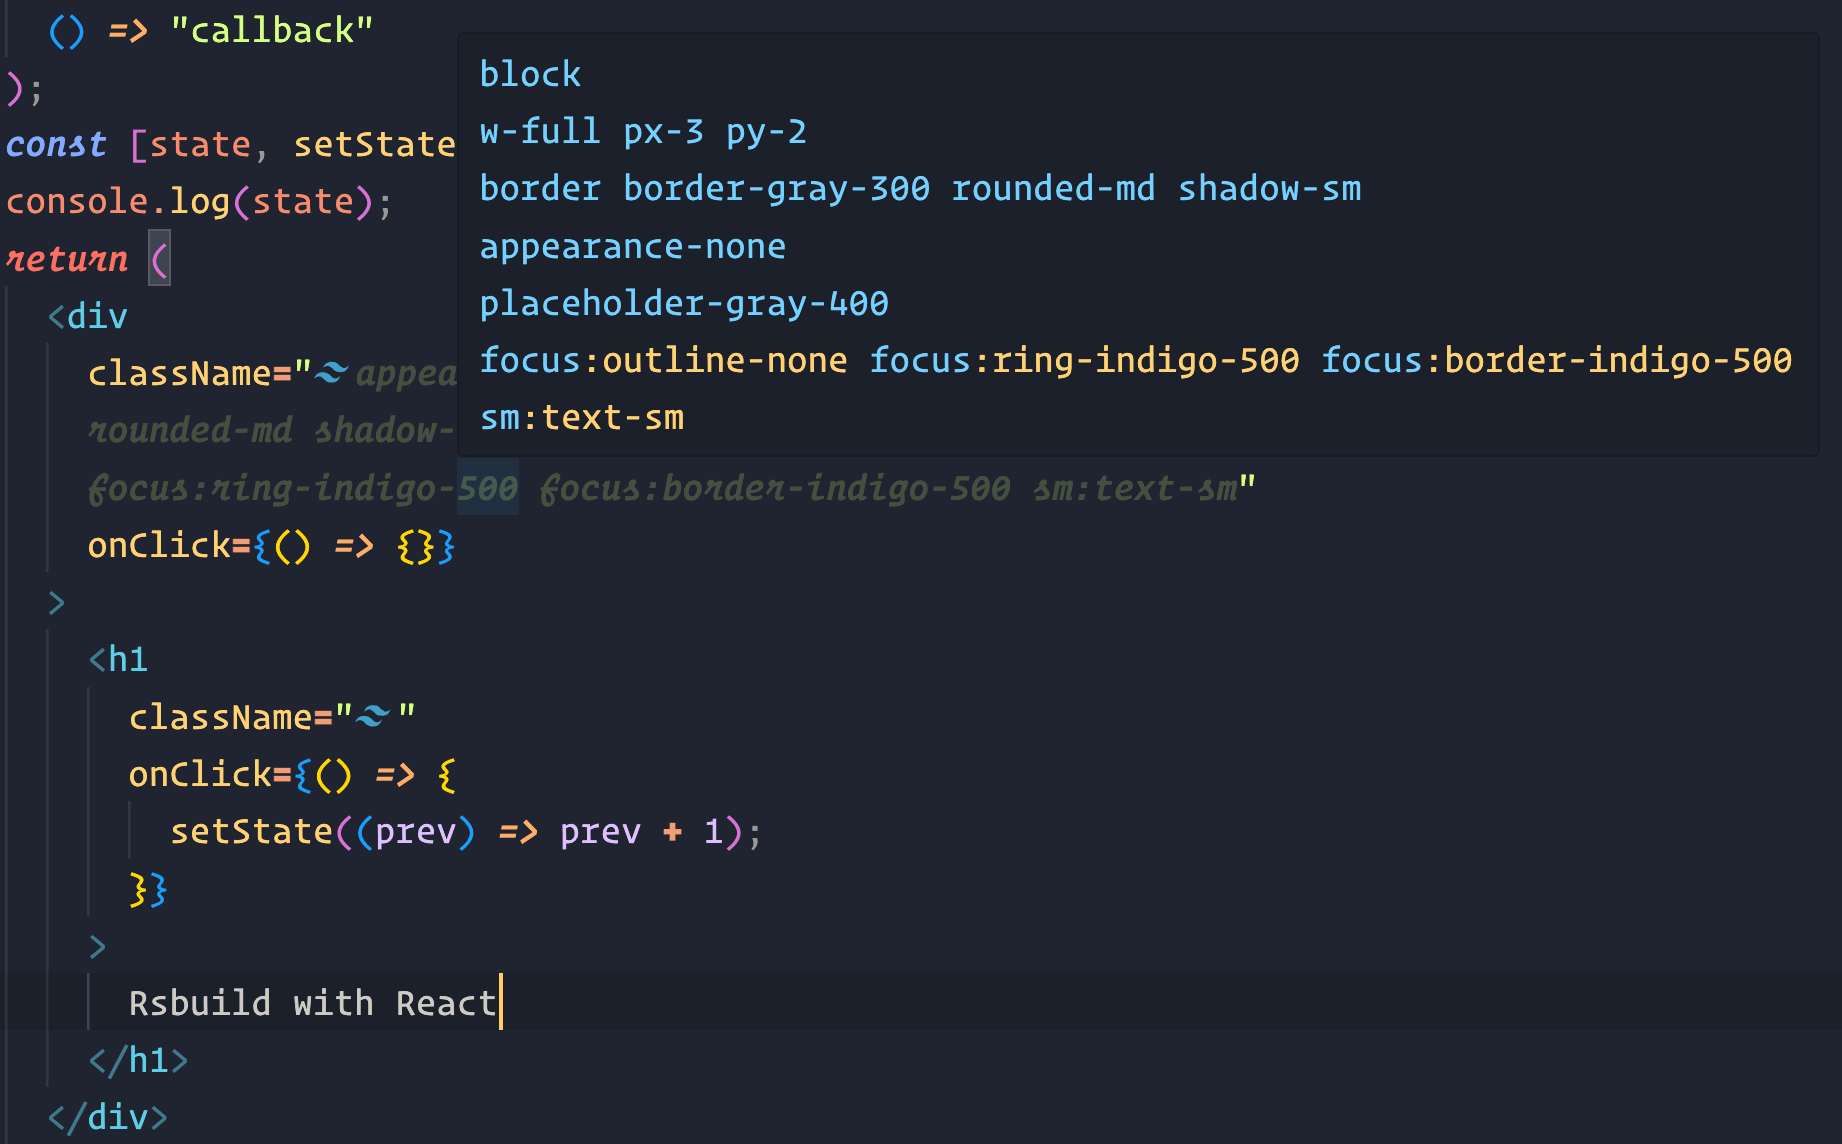 () => "callback"
);
const [state, setState
console.log(state);
return (
<div
className="appea
rounded-md shadow-
focus:ring-indigo-500 focus:border-indigo-500 sm:text-sm"
onClick={() => {}}
>
<h1
className=""
onClick={() => {
setState((prev) => prev + 1);
}}
>
Rsbuild with React
</h1>
</div>
block
w-full px-3 py-2
border border-gray-300 rounded-md shadow-sm
appearance-none
placeholder-gray-400
focus:outline-none focus:ring-indigo-500 focus:border-indigo-500
sm:text-sm